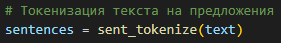 # Токенизация текста на предложения
sentences = sent_tokenize(text)